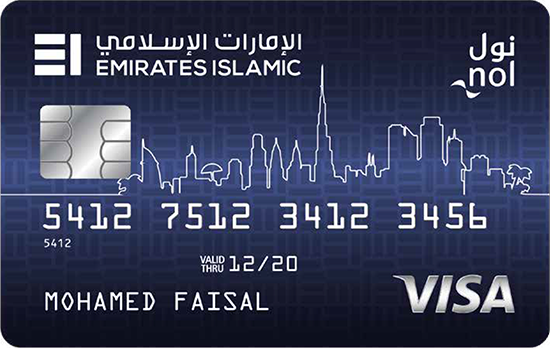 الإمارات الإسلامي
EMIRATES ISLAMIC
نول
nol
5412 7512 3412 3456
5412
VALID THRU 12/20
MOHAMED FAISAL
VISA